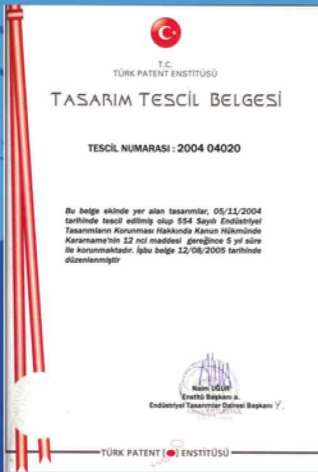 T.C.
TÜRK PATENT ENSTİTÜSÜ
TASARIM TESCİL BELGESİ
TESCİL NUMARASI : 2004 04020
Bu belge ekinde yer alan tasarımlar, 05/11/2004
tarihinde tescil edilmiş olup 554 Sayılı Endüstriyel
Tasarımların Korunması Hakkında Kanun Hükmünde
Kararname'nin 12 nci maddesi gereğince 5 yıl süre
ile korunmaktadır. İşbu belge 12/08/2005 tarihinde
düzenlenmiştir
Naim UĞUR
Enstitü Başkanı a.
Endüstriyel Tasarımlar Dairesi Başkanı Y.
TÜRK PATENT ENSTİTÜSÜ